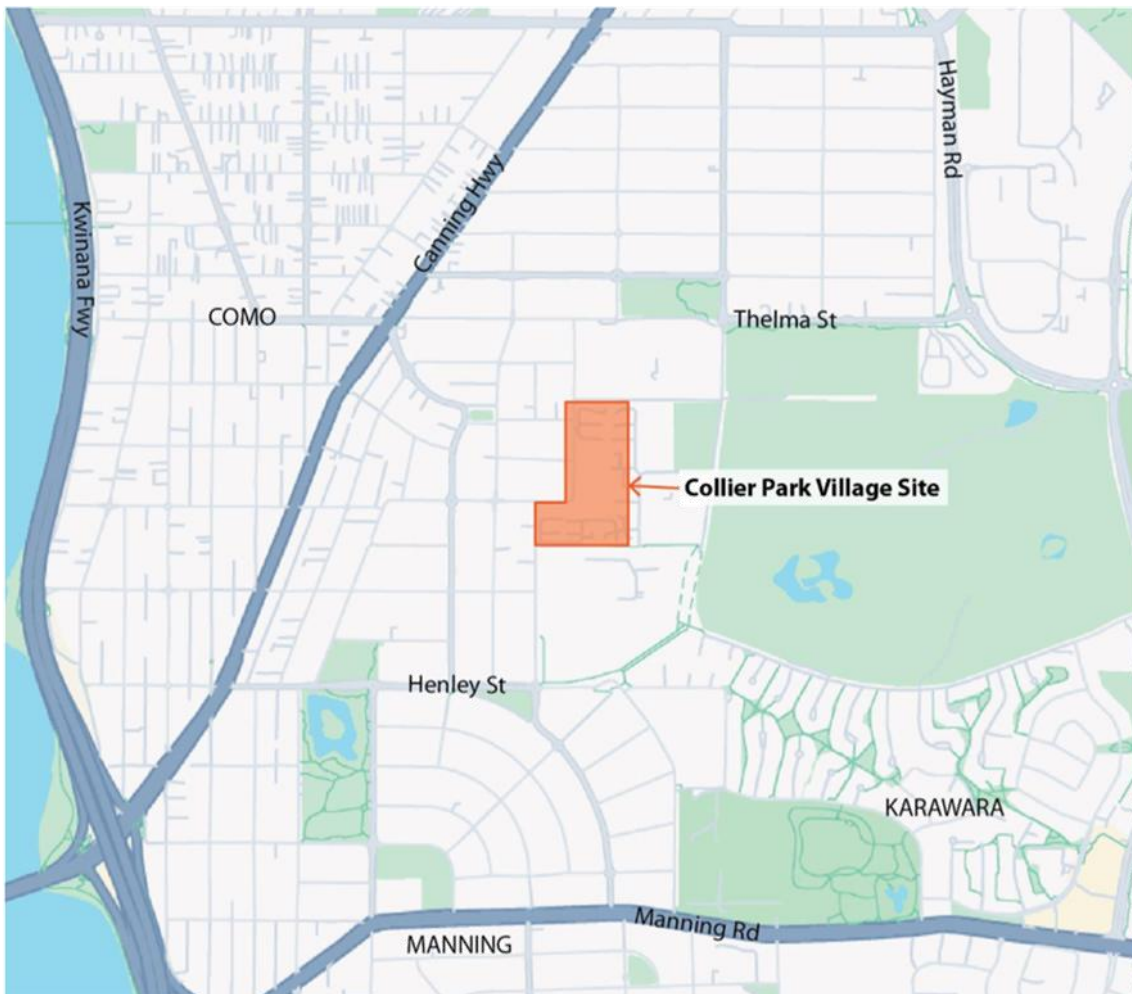 Hayman Rd
Canning Hwy
Kwinana Fwy
COMO
Thelma St
Collier Park Village Site
Henley St
KARAWARA
Manning Rd
MANNING